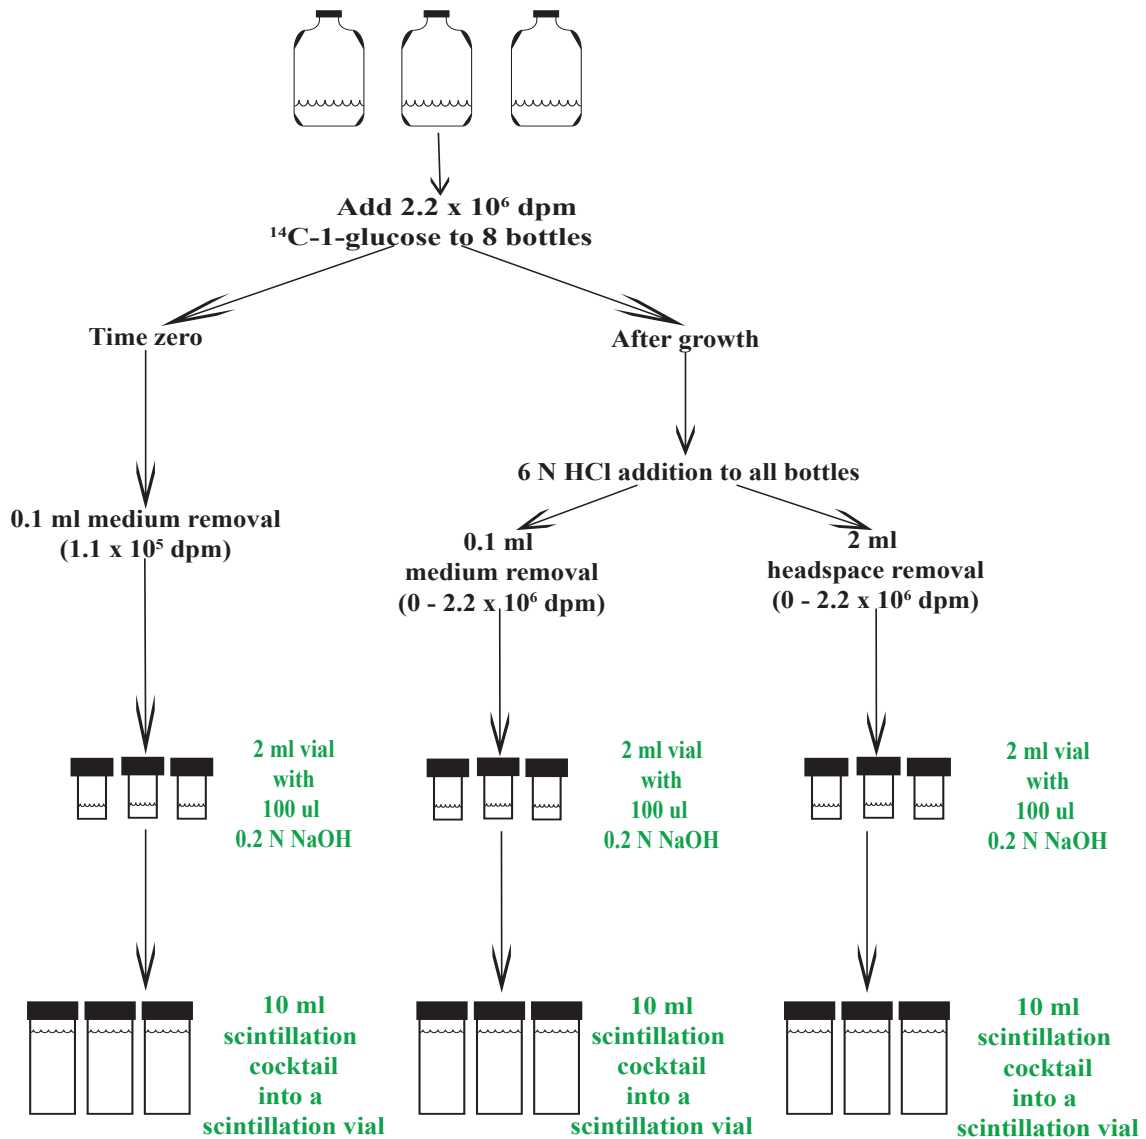 Add 2.2 x 10⁶ dpm
¹⁴C-1-glucose to 8 bottles
Time zero
After growth
6 N HCl addition to all bottles
0.1 ml medium removal
(1.1 x 10⁵ dpm)
0.1 ml
medium removal
(0 - 2.2 x 10⁶ dpm)
2 ml
headspace removal
(0 - 2.2 x 10⁶ dpm)
2 ml vial
with
100 ul
0.2 N NaOH
2 ml vial
with
100 ul
0.2 N NaOH
2 ml vial
with
100 ul
0.2 N NaOH
10 ml
scintillation
cocktail
into a
scintillation vial
10 ml
scintillation
cocktail
into a
scintillation vial
10 ml
scintillation
cocktail
into a
scintillation vial